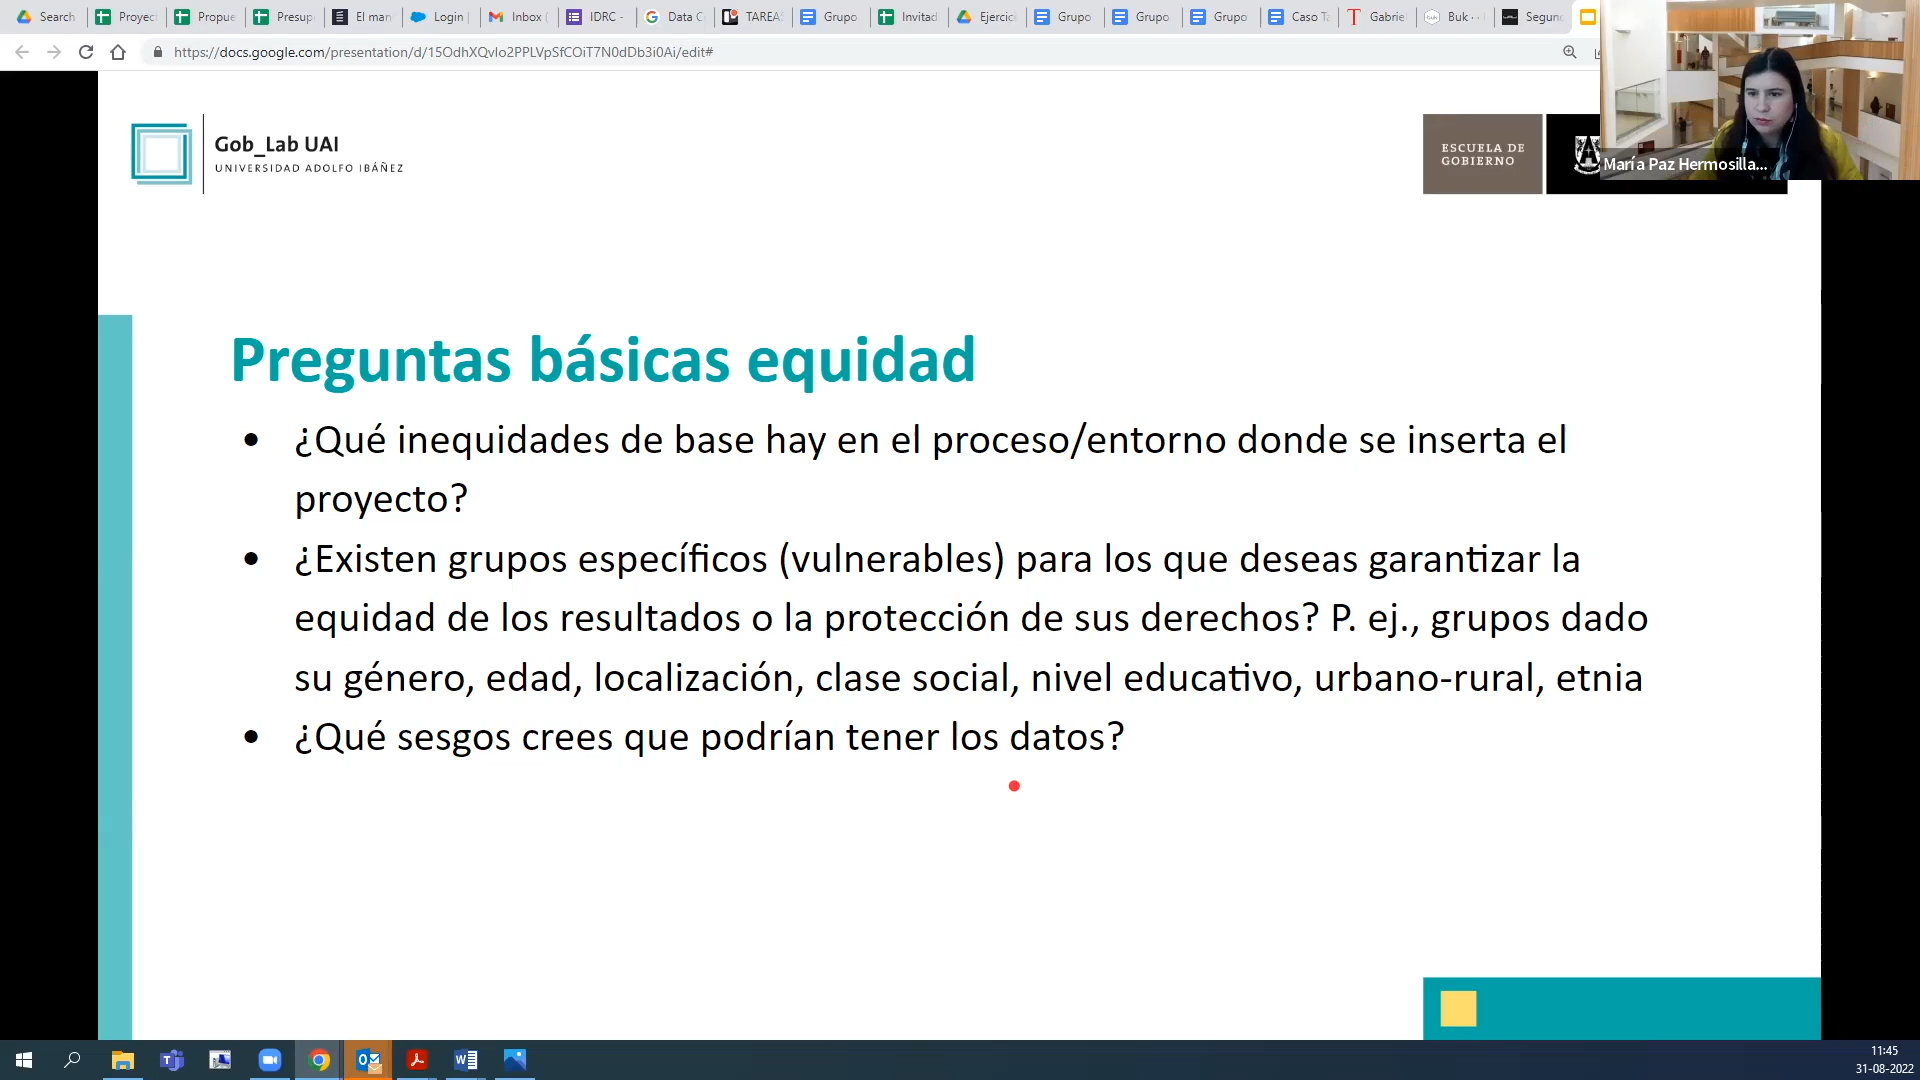 Search
Proyec
Propue
Presup
El man
Login
Inbox (
IDRC -
Data C
TAREA
Grupo
Invitad
Ejercic
Grupo
Grupo
Grupo
Caso T
Gabrie
Buk
Segun
https://docs.google.com/presentation/d/15OdhXQvIo2PPLVpSfCOiT7N0dDb3i0Ai/edit#
Gob_Lab UAI
UNIVERSIDAD ADOLFO IBÁÑEZ
ESCUELA DE
GOBIERNO
María Paz Hermosilla...
Preguntas básicas equidad
• ¿Qué inequidades de base hay en el proceso/entorno donde se inserta el
proyecto?
• ¿Existen grupos específicos (vulnerables) para los que deseas garantizar la
equidad de los resultados o la protección de sus derechos? P. ej., grupos dado
su género, edad, localización, clase social, nivel educativo, urbano-rural, etnia
• ¿Qué sesgos crees que podrían tener los datos?
11:45
31-08-2022